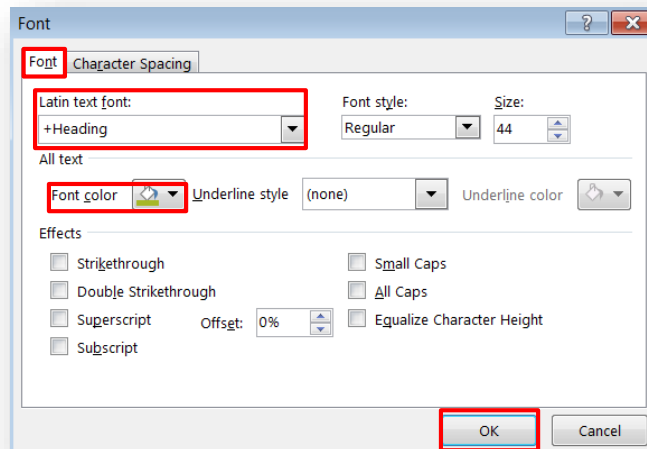 Font
Font Character Spacing
Latin text font: Font style: Size:
+Heading Regular 44
All text
Font color Underline style (none) Underline color
Effects
Strikethrough Small Caps
Double Strikethrough All Caps
Superscript Offset: 0% Equalize Character Height
Subscript
OK Cancel